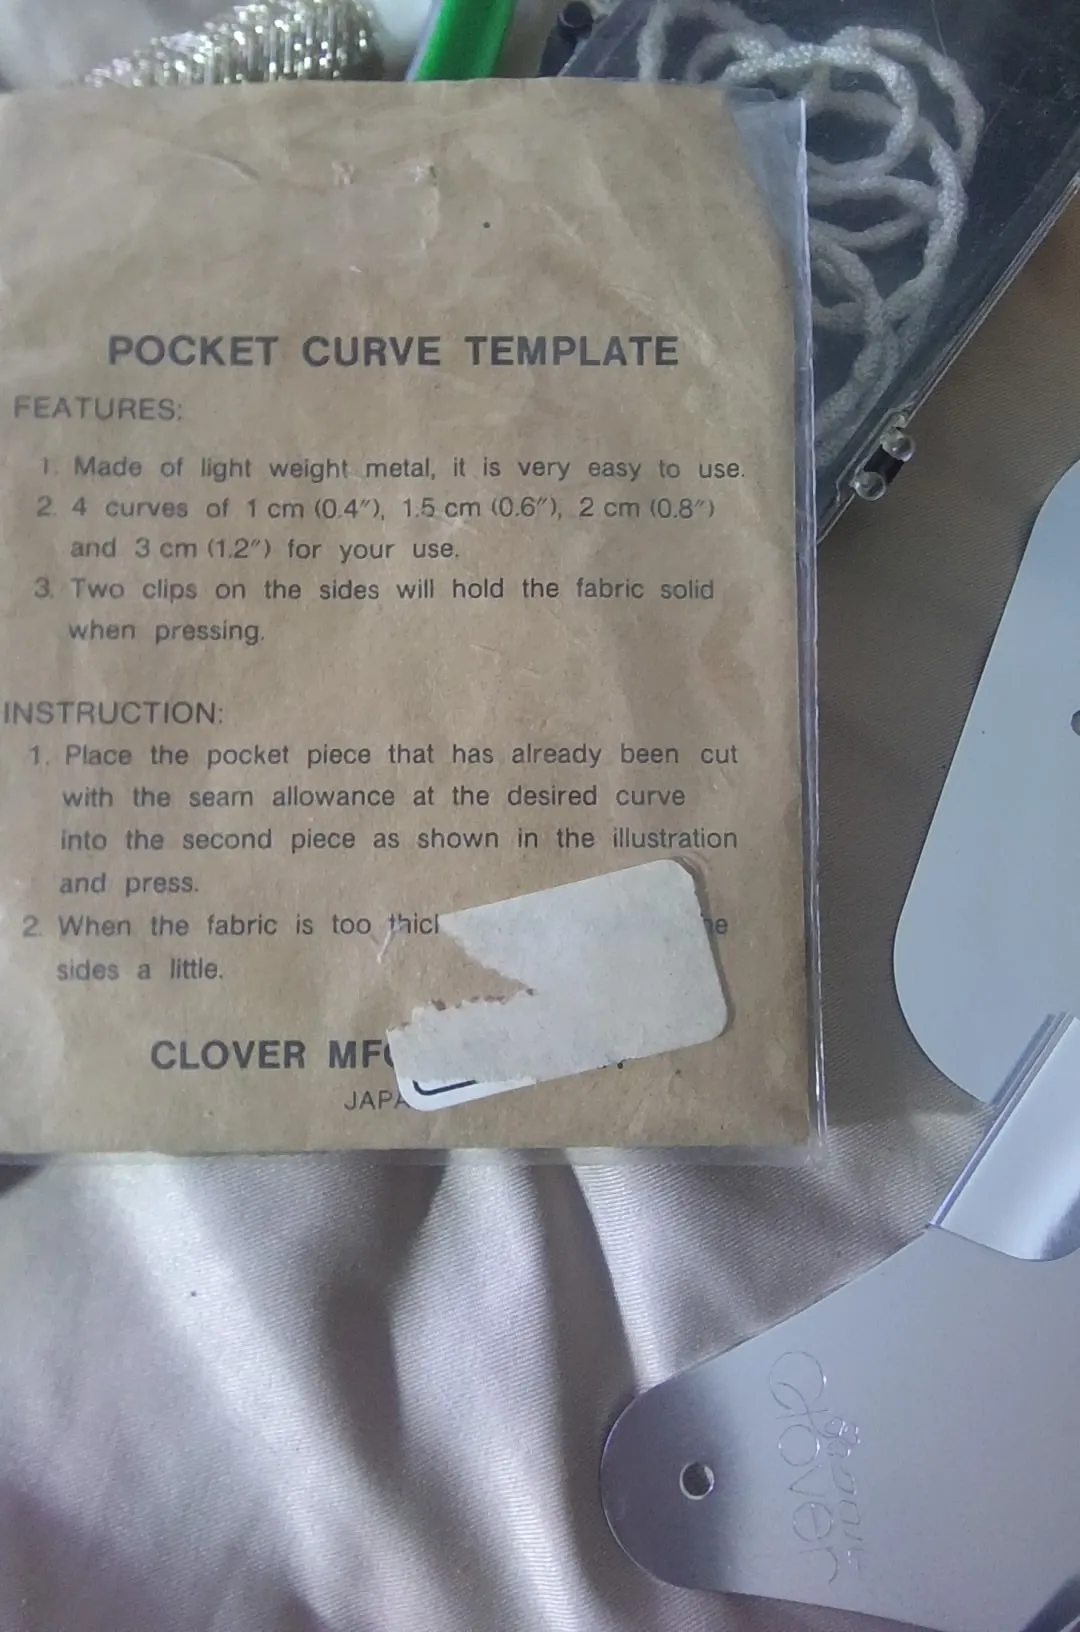 POCKET CURVE TEMPLATE
FEATURES:
1. Made of light weight metal, it is very easy to use.
2. 4 curves of 1 cm (0.4″), 1.5 cm (0.6″), 2 cm (0.8″)
and 3 cm (1.2″) for your use.
3. Two clips on the sides will hold the fabric solid
when pressing.
INSTRUCTION:
1. Place the pocket piece that has already been cut
with the seam allowance at the desired curve
into the second piece as shown in the illustration
and press.
2. When the fabric is too
sides a little.
CLOVER
Clover